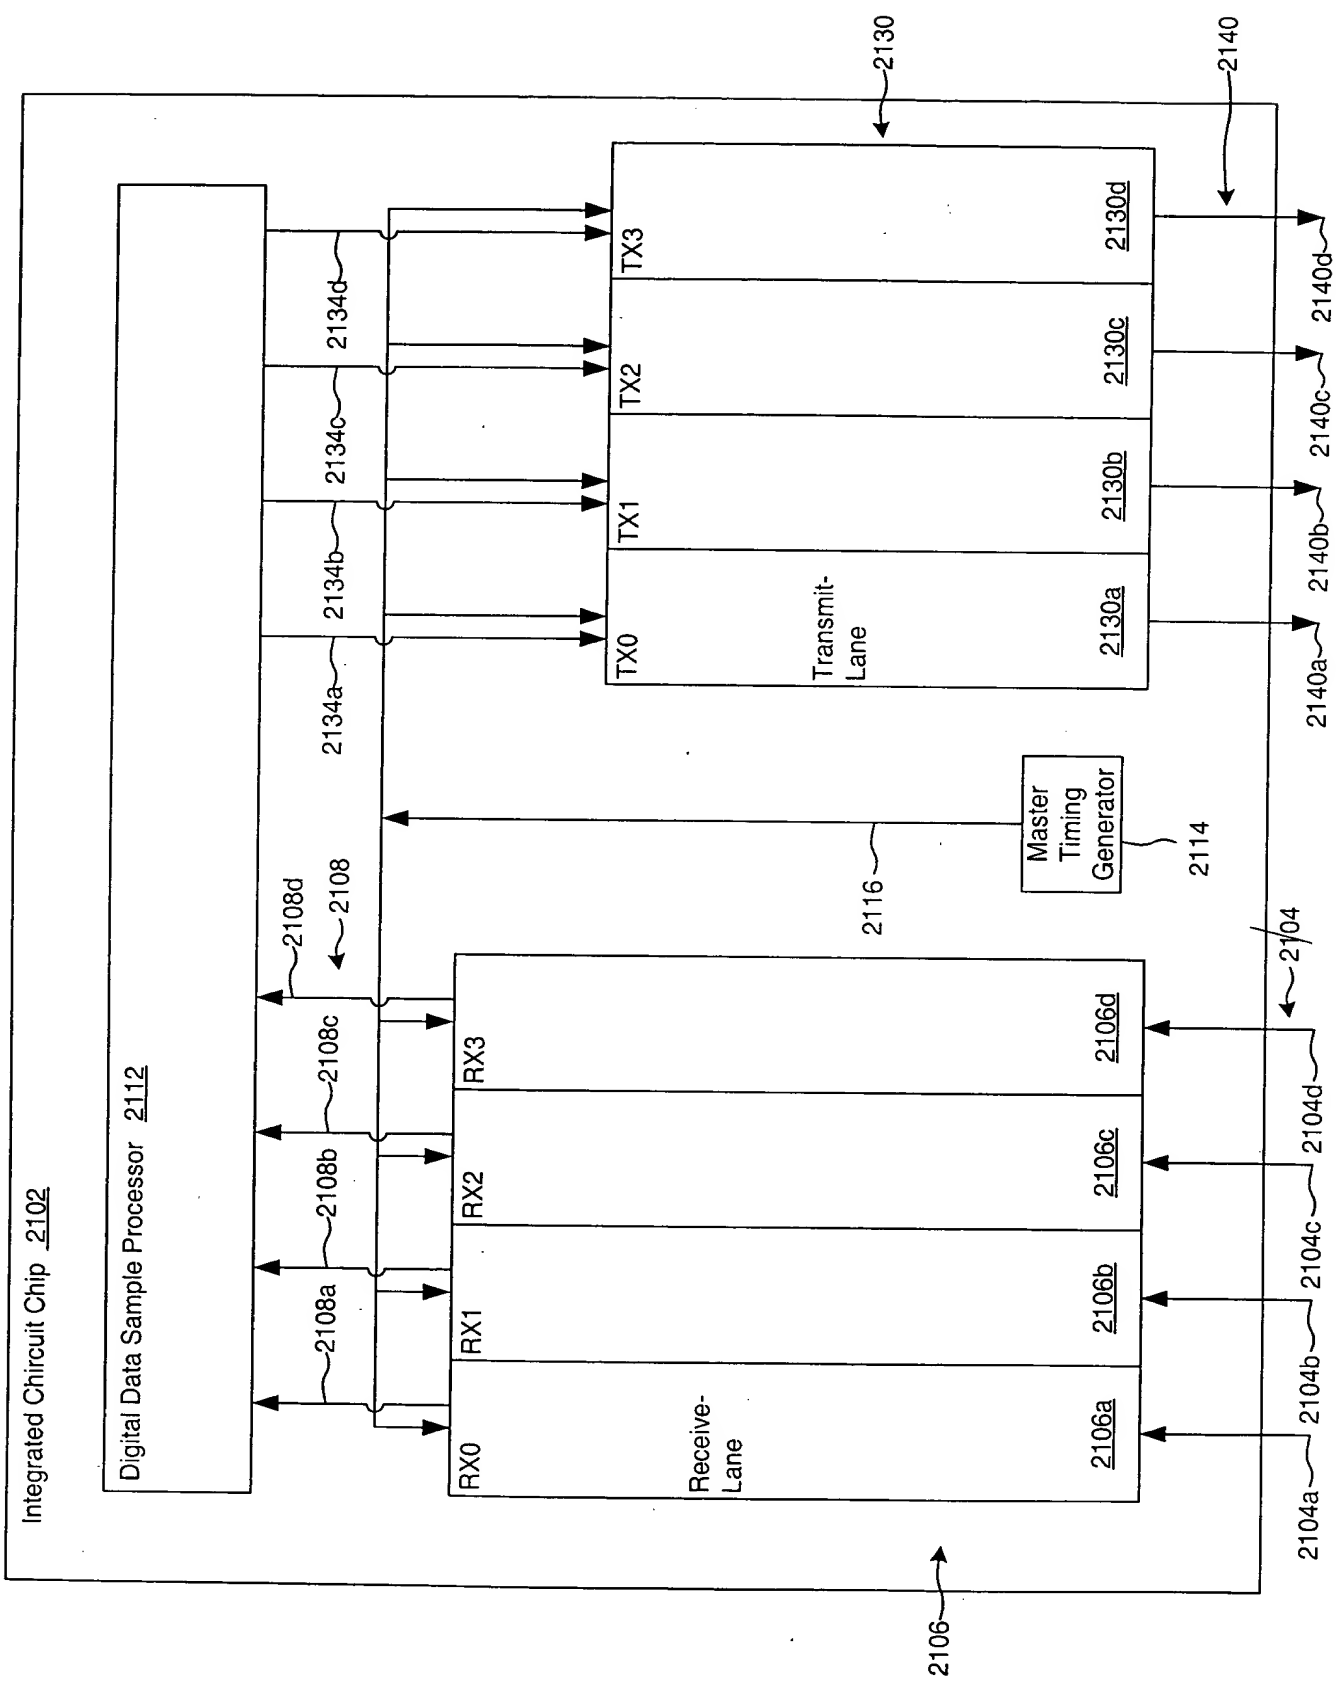 Integrated Chircuit Chip 2102
Digital Data Sample Processor 2112
2108a
2108b
2108c
2108d
2108
2134a
2134b
2134c
2134d
RX0
RX1
RX2
RX3
TX0
TX1
TX2
TX3
2130
Receive-
Lane
Transmit-
Lane
2116
Master
Timing
Generator
2114
2106
2106a
2106b
2106c
2106d
2130a
2130b
2130c
2130d
2140
2104
2104a
2104b
2104c
2104d
2140a
2140b
2140c
2140d